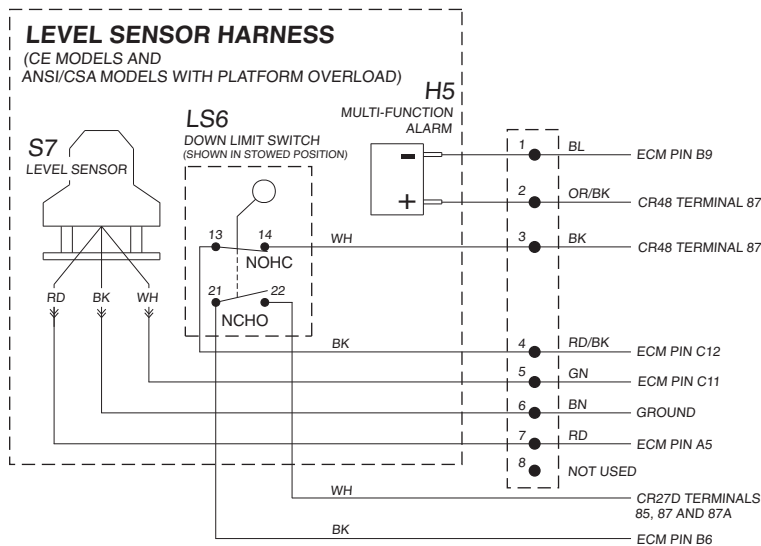 LEVEL SENSOR HARNESS
(CE MODELS AND
ANSI/CSA MODELS WITH PLATFORM OVERLOAD)
H5
MULTI-FUNCTION
ALARM
LS6
DOWN LIMIT SWITCH
(SHOWN IN STOWED POSITION)
S7
LEVEL SENSOR
-
+
1
BL
ECM PIN B9
2
OR/BK
CR48 TERMINAL 87
13
14
WH
3
BK
CR48 TERMINAL 87
NOHC
RD
BK
WH
21
22
NCHO
BK
4
RD/BK
ECM PIN C12
5
GN
ECM PIN C11
6
BN
GROUND
7
RD
ECM PIN A5
8
NOT USED
WH
CR27D TERMINALS
85, 87 AND 87A
BK
ECM PIN B6